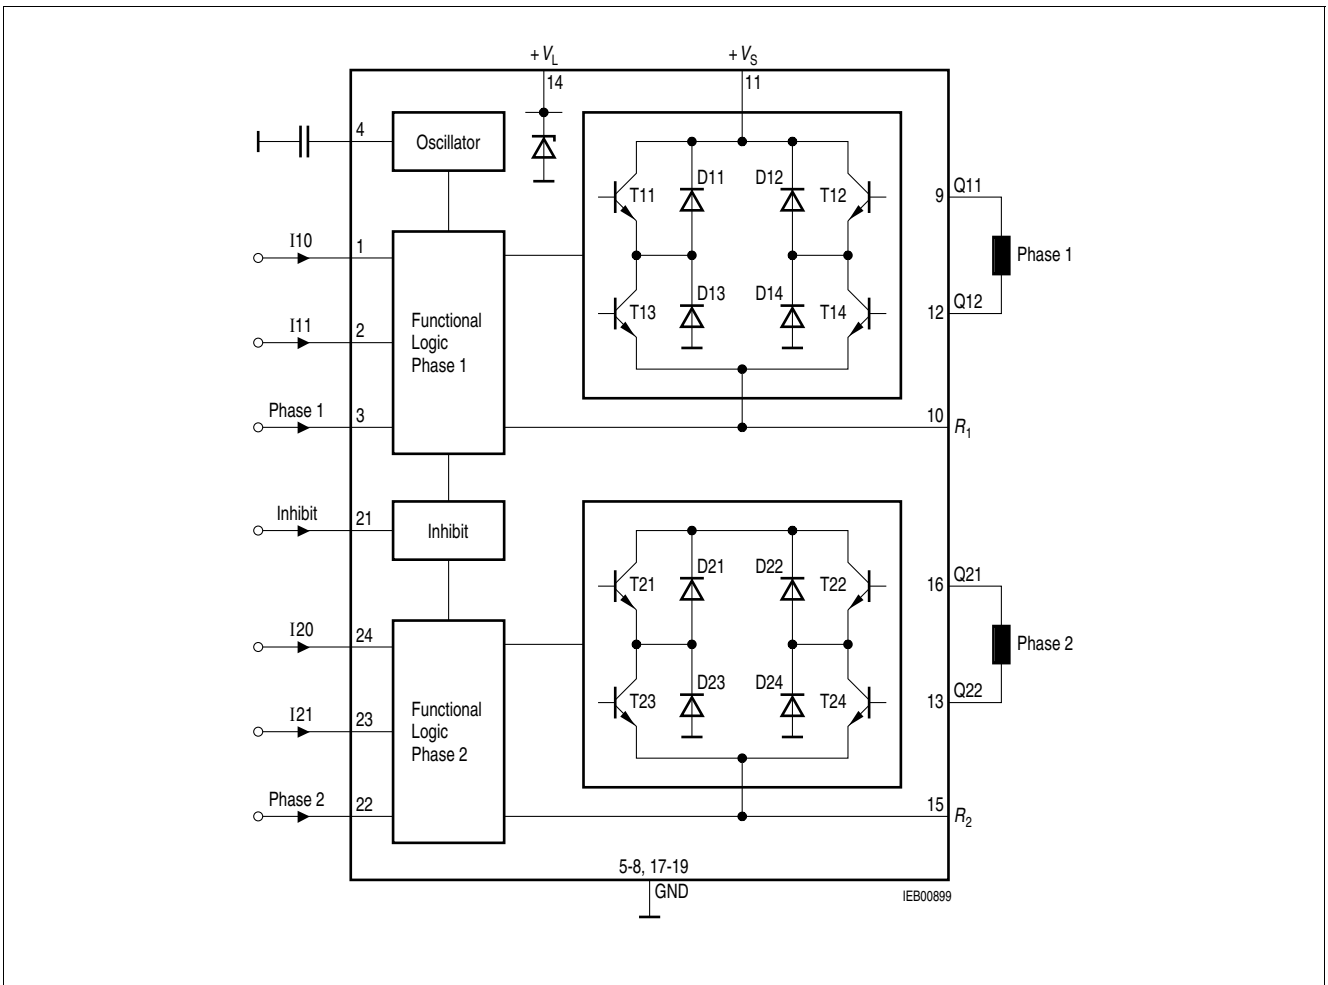 + VL
+ VS
14
11
4
Oscillator
D11
D12
T11
T12
9
Q11
I10
1
Phase 1
D13
D14
T13
T14
12
Q12
I11
2
Functional
Logic
Phase 1
Phase 1
3
10
R1
Inhibit
21
Inhibit
D21
D22
T21
T22
16
Q21
I20
24
Phase 2
D23
D24
T23
T24
13
Q22
I21
23
Functional
Logic
Phase 2
Phase 2
22
15
R2
5-8, 17-19
GND
IEB00899